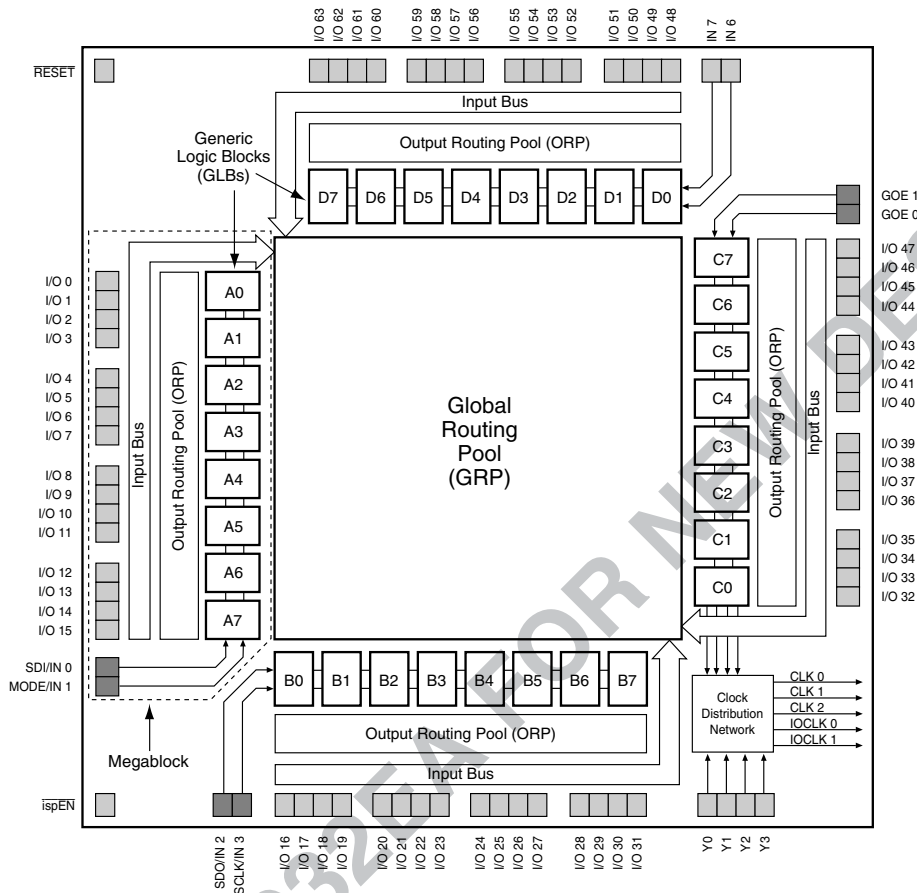 I/O 63
I/O 62
I/O 61
I/O 60
I/O 59
I/O 58
I/O 57
I/O 56
I/O 55
I/O 54
I/O 53
I/O 52
I/O 51
I/O 50
I/O 49
I/O 48
IN 7
IN 6
RESET
Input Bus
Output Routing Pool (ORP)
Generic
Logic Blocks
(GLBs)
D7
D6
D5
D4
D3
D2
D1
D0
GOE 1
GOE 0
I/O 0
I/O 1
I/O 2
I/O 3
I/O 4
I/O 5
I/O 6
I/O 7
I/O 8
I/O 9
I/O 10
I/O 11
I/O 12
I/O 13
I/O 14
I/O 15
SDI/IN 0
MODE/IN 1
Input Bus
Output Routing Pool (ORP)
A0
A1
A2
A3
A4
A5
A6
A7
Global
Routing
Pool
(GRP)
C7
C6
C5
C4
C3
C2
C1
C0
Output Routing Pool (ORP)
Input Bus
I/O 47
I/O 46
I/O 45
I/O 44
I/O 43
I/O 42
I/O 41
I/O 40
I/O 39
I/O 38
I/O 37
I/O 36
I/O 35
I/O 34
I/O 33
I/O 32
B0
B1
B2
B3
B4
B5
B6
B7
Output Routing Pool (ORP)
Input Bus
Megablock
Clock
Distribution
Network
CLK 0
CLK 1
CLK 2
IOCLK 0
IOCLK 1
ispEN
SDO/IN 2
SCLK/IN 3
I/O 16
I/O 17
I/O 18
I/O 19
I/O 20
I/O 21
I/O 22
I/O 23
I/O 24
I/O 25
I/O 26
I/O 27
I/O 28
I/O 29
I/O 30
I/O 31
Y0
Y1
Y2
Y3
32EA FOR NEW DES